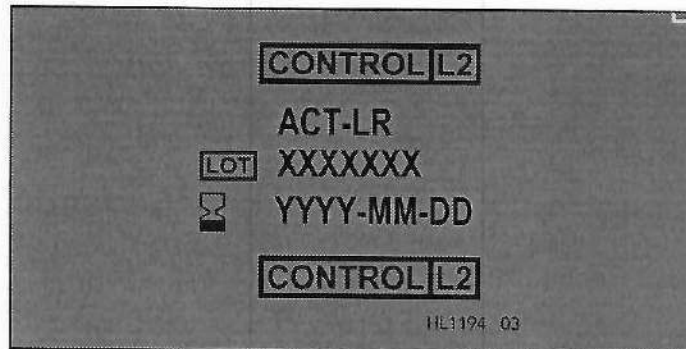 CONTROL L2
ACT-LR
LOT XXXXXXX
YYYY-MM-DD
CONTROL L2
HL1194 03